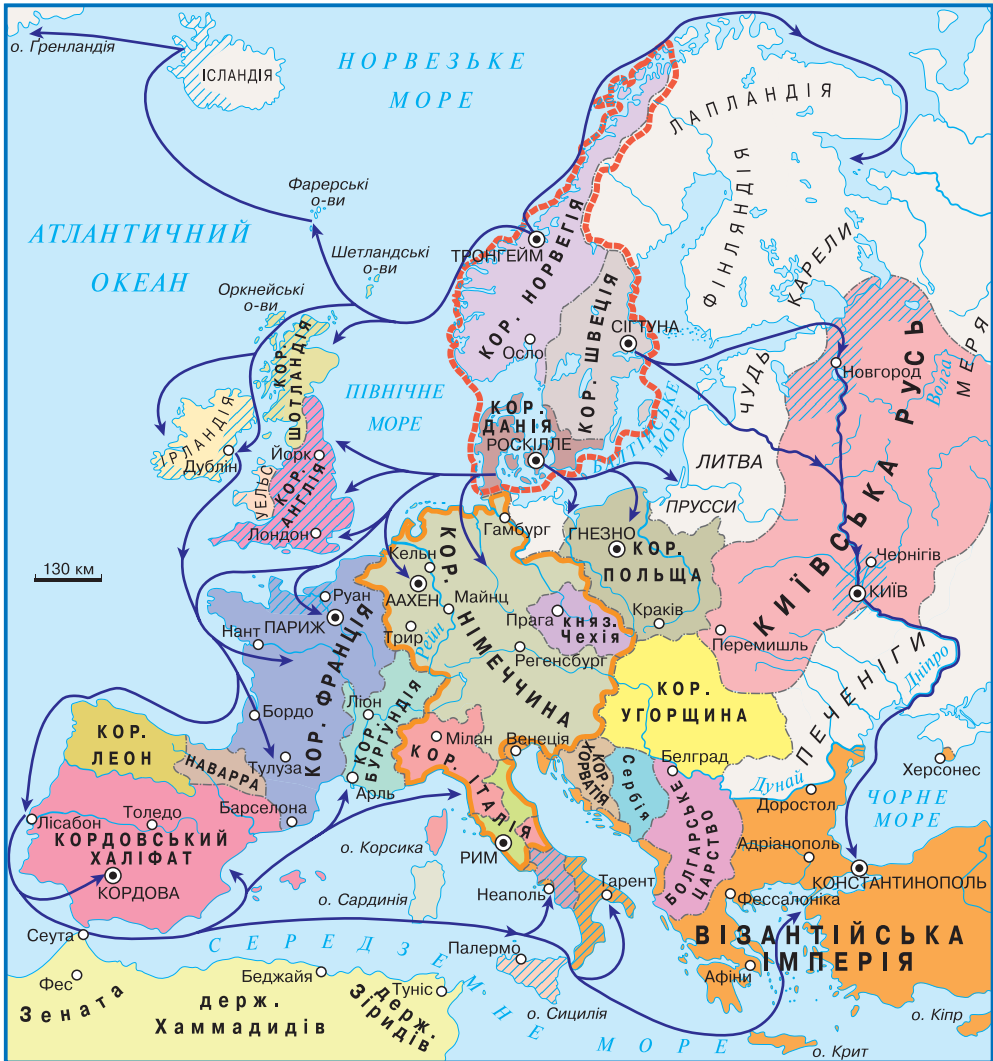 о. Ґренландія
ІСЛАНДІЯ
НОРВЕЗЬКЕ
МОРЕ
ЛАПЛАНДІЯ
Фарерські
о-ви
АТЛАНТИЧНИЙ
ОКЕАН
Шетландські
о-ви
Оркнейські
о-ви
ТРОНГЕЙМ
КОР. НОРВЕГІЯ
ФІНЛЯНДІЯ
КАРЕЛИ
КОР. ШВЕЦІЯ
СІГТУНА
Осло
КОР.
ШОТЛАНДІЯ
ПІВНІЧНЕ
МОРЕ
КОР.
ДАНІЯ
РОСКІЛЛЕ
БАЛТІЙСЬКЕ
МОРЕ
ЧУДЬ
Новгород
Волга
МЕРЯ
КИЇВСЬКА РУСЬ
ІРЛАНДІЯ
Дублін
Йорк
УЕЛЬС
КОР.
АНГЛІЯ
Лондон
ЛИТВА
ПРУССИ
Гамбург
ГНЕЗНО
КОР.
ПОЛЬЩА
Чернігів
КИЇВ
130 км
Кельн
ААХЕН
КОР. НІМЕЧЧИНА
Майнц
Руан
ПАРИЖ
Трир
Рейн
Прага
КНЯЗ.
Чехія
Краків
Перемишль
Нант
КОР. ФРАНЦІЯ
Регенсбург
ПЕЧЕНІГИ
Дніпро
КОР.
УГОРЩИНА
Ліон
КОР.
БУРГУНДІЯ
Бордо
Мілан
Венеція
КОР. ІТАЛІЯ
КОР.
ЛЕОН
НАВАРРА
Тулуза
Арль
КОР.
ХОРВАТІЯ
Сербія
Белград
Дунай
Доростол
Херсонес
ЧОРНЕ
МОРЕ
Барселона
Лісабон
Толедо
КОРДОВСЬКИЙ
ХАЛІФАТ
КОРДОВА
о. Корсика
РИМ
БОЛГАРСЬКЕ
ЦАРСТВО
Адріанополь
КОНСТАНТИНОПОЛЬ
о. Сардинія
Неаполь
Тарент
Фессалоніка
ВІЗАНТІЙСЬКА
ІМПЕРІЯ
Сеута
СЕРЕДЗЕМНЕ МОРЕ
Палермо
Афіни
Фес
Зената
Беджайя
держ.
Хаммадидів
Туніс
держ.
Зіридів
о. Сицилія
о. Крит
о. Кіпр